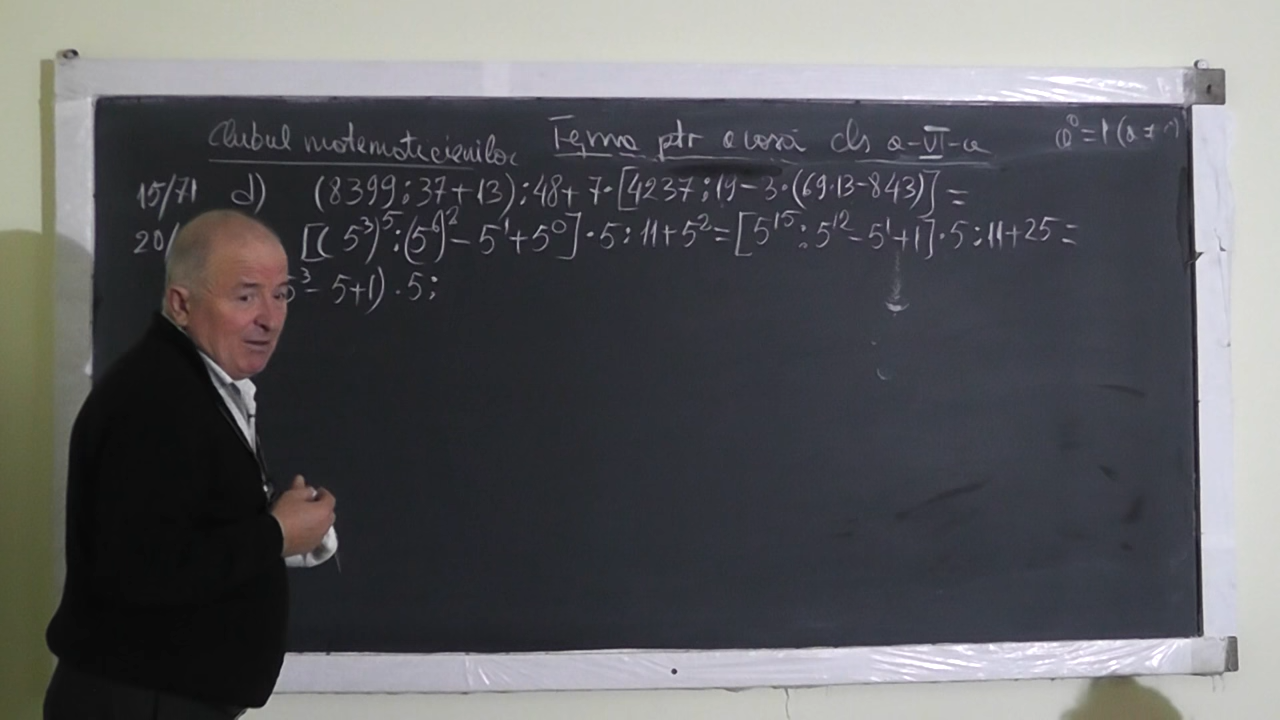 Clubul matematicienilor Tema ptr acasă cls a-VI-a a⁰=1(a≠
15/71 d) (8399:37+13):48+7·[4237:19-3·(69·13-843)]=
20/ [(5³)⁵:(5⁶)²-5¹+5⁰]·5:11+5²=[5¹⁵:5¹²-5¹+1]·5:11+25=
5³-5+1)·5: